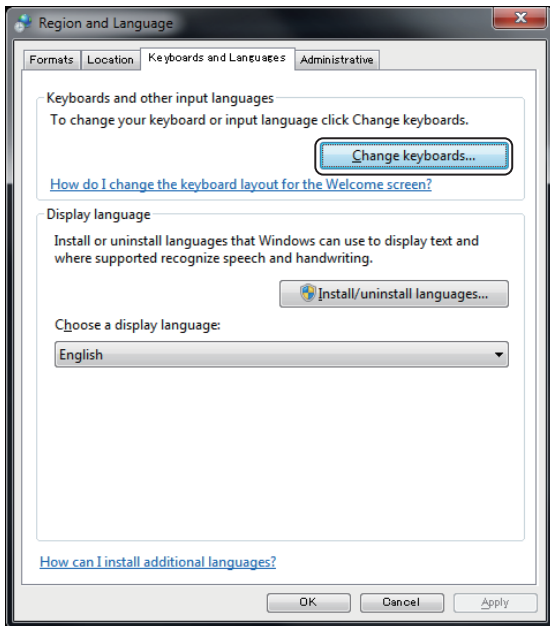 Region and Language
Formats Location Keyboards and Languages Administrative
Keyboards and other input languages
To change your keyboard or input language click Change keyboards.
Change keyboards...
How do I change the keyboard layout for the Welcome screen?
Display language
Install or uninstall languages that Windows can use to display text and
where supported recognize speech and handwriting.
Install/uninstall languages...
Choose a display language:
English
How can I install additional languages?
OK Cancel Apply